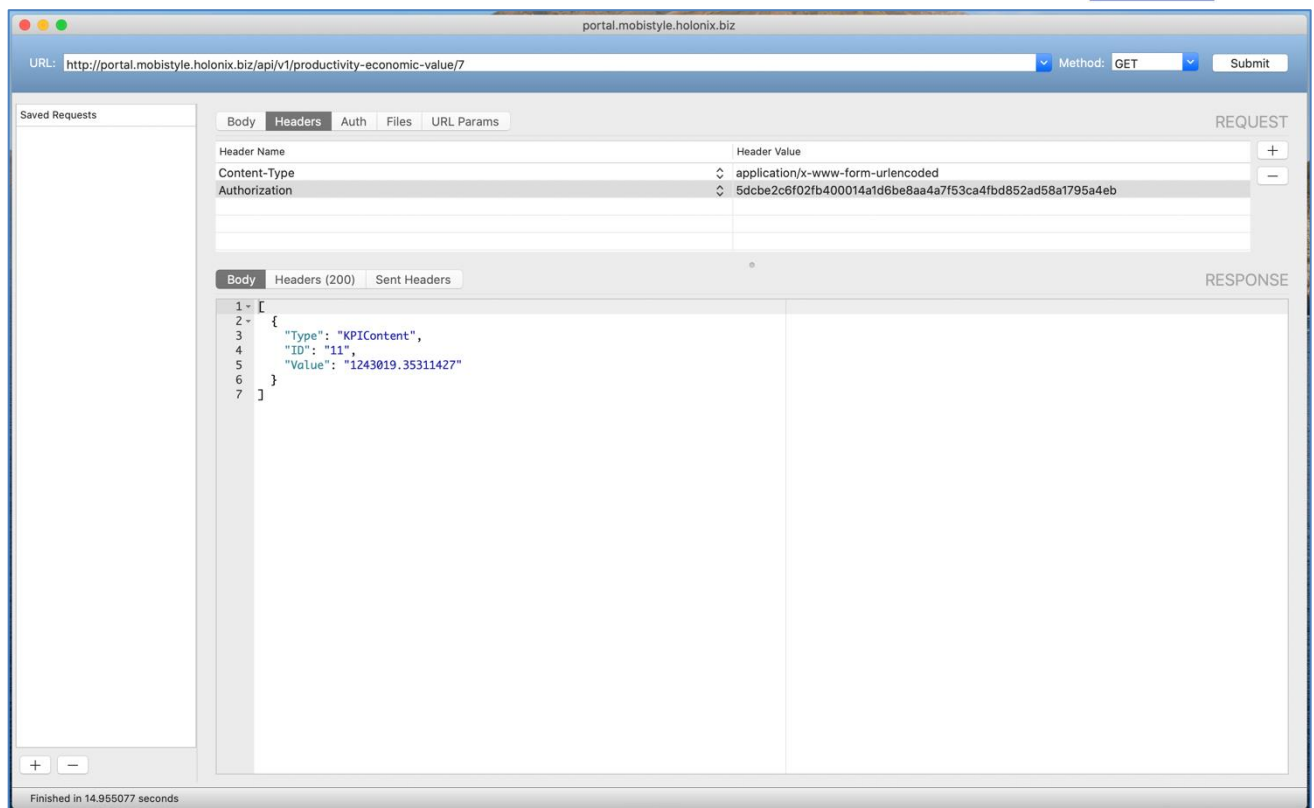 portal.mobistyle.holonix.biz
URL: http://portal.mobistyle.holonix.biz/api/v1/productivity-economic-value/7 Method: GET Submit
Saved Requests
Body Headers Auth Files URL Params REQUEST
Header Name Header Value +
Content-Type application/x-www-form-urlencoded −
Authorization 5dcbe2c6f02fb400014a1d6be8aa4a7f53ca4fbd852ad58a1795a4eb
Body Headers (200) Sent Headers RESPONSE
1 [
2 {
3 "Type": "KPIContent",
4 "ID": "11",
5 "Value": "1243019.35311427"
6 }
7 ]
+ −
Finished in 14.955077 seconds